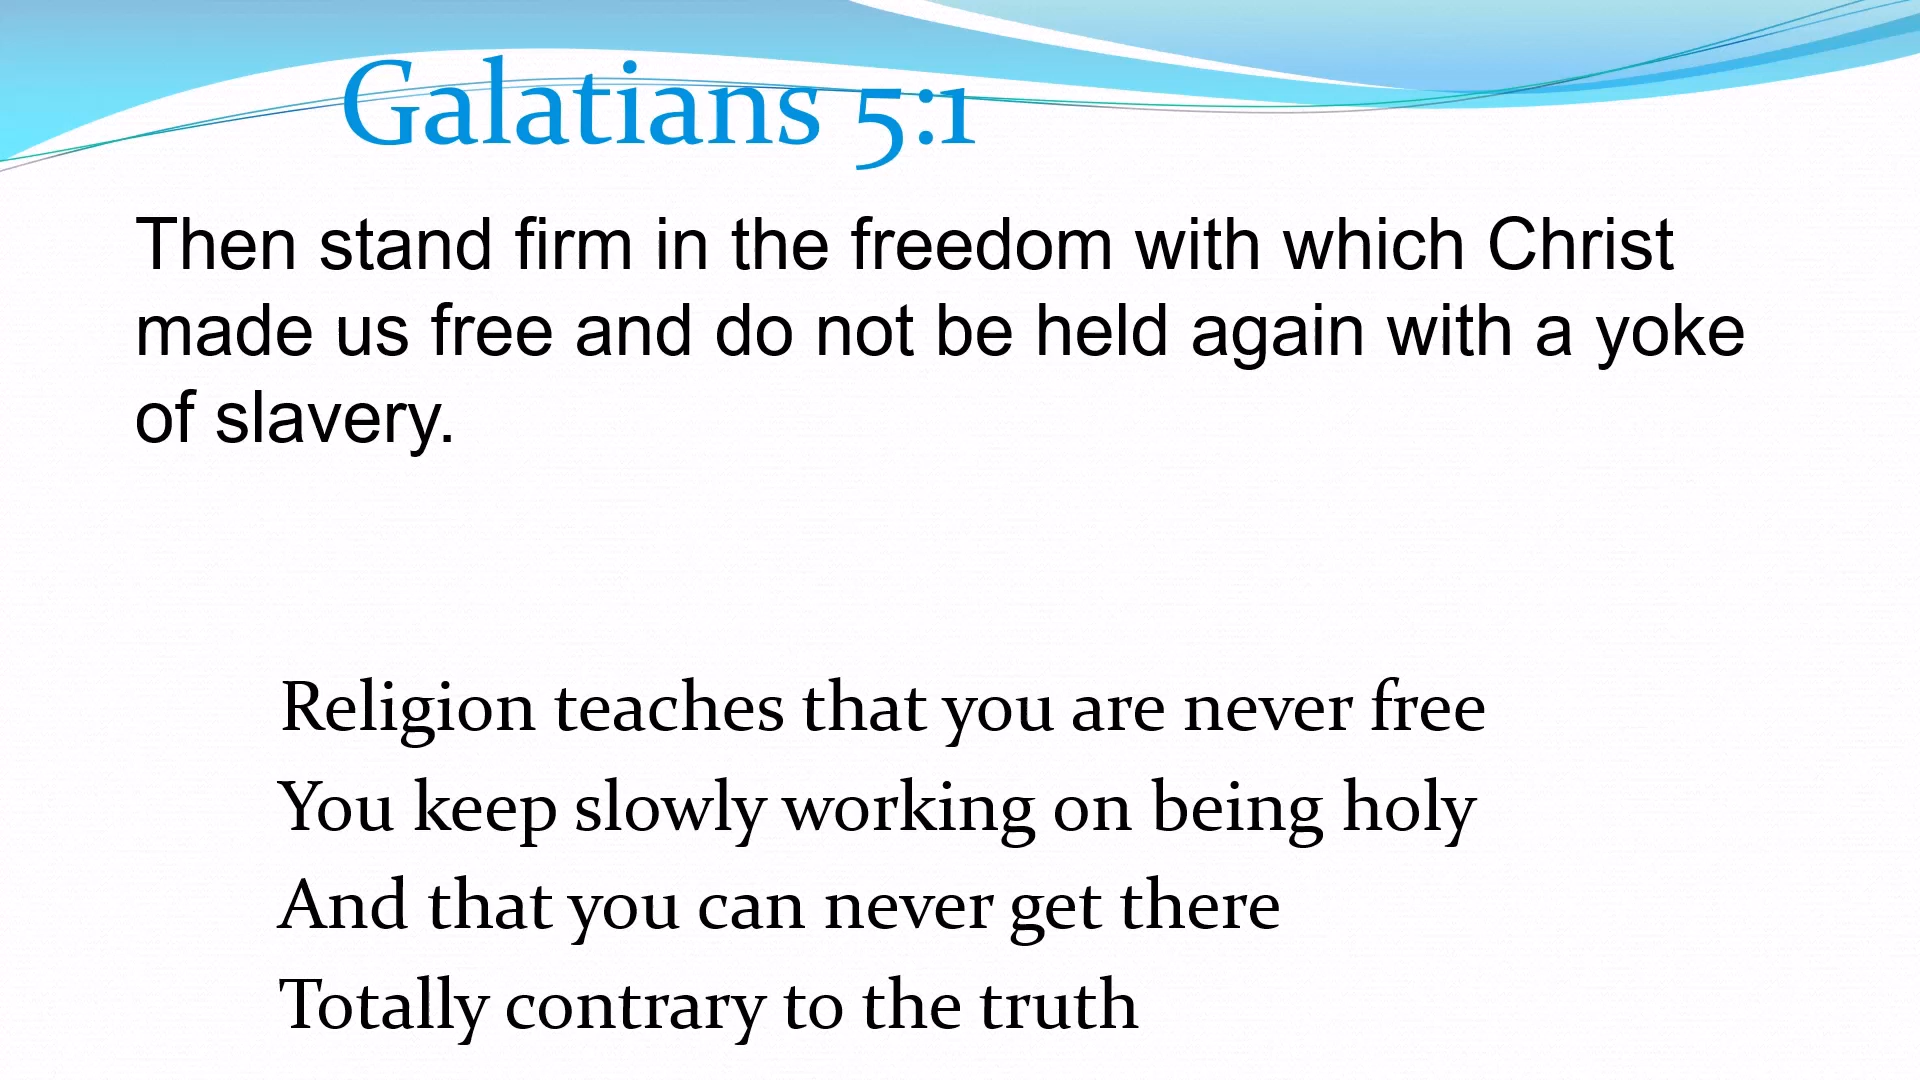 Galatians 5:1
Then stand firm in the freedom with which Christ
made us free and do not be held again with a yoke
of slavery.
Religion teaches that you are never free
You keep slowly working on being holy
And that you can never get there
Totally contrary to the truth